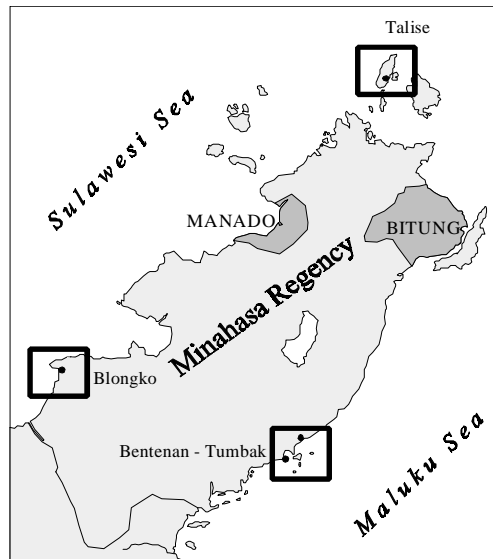 Talise
Sulawesi Sea
MANADO
BITUNG
Minahasa Regency
Blongko
Bentenan - Tumbak
Maluku Sea